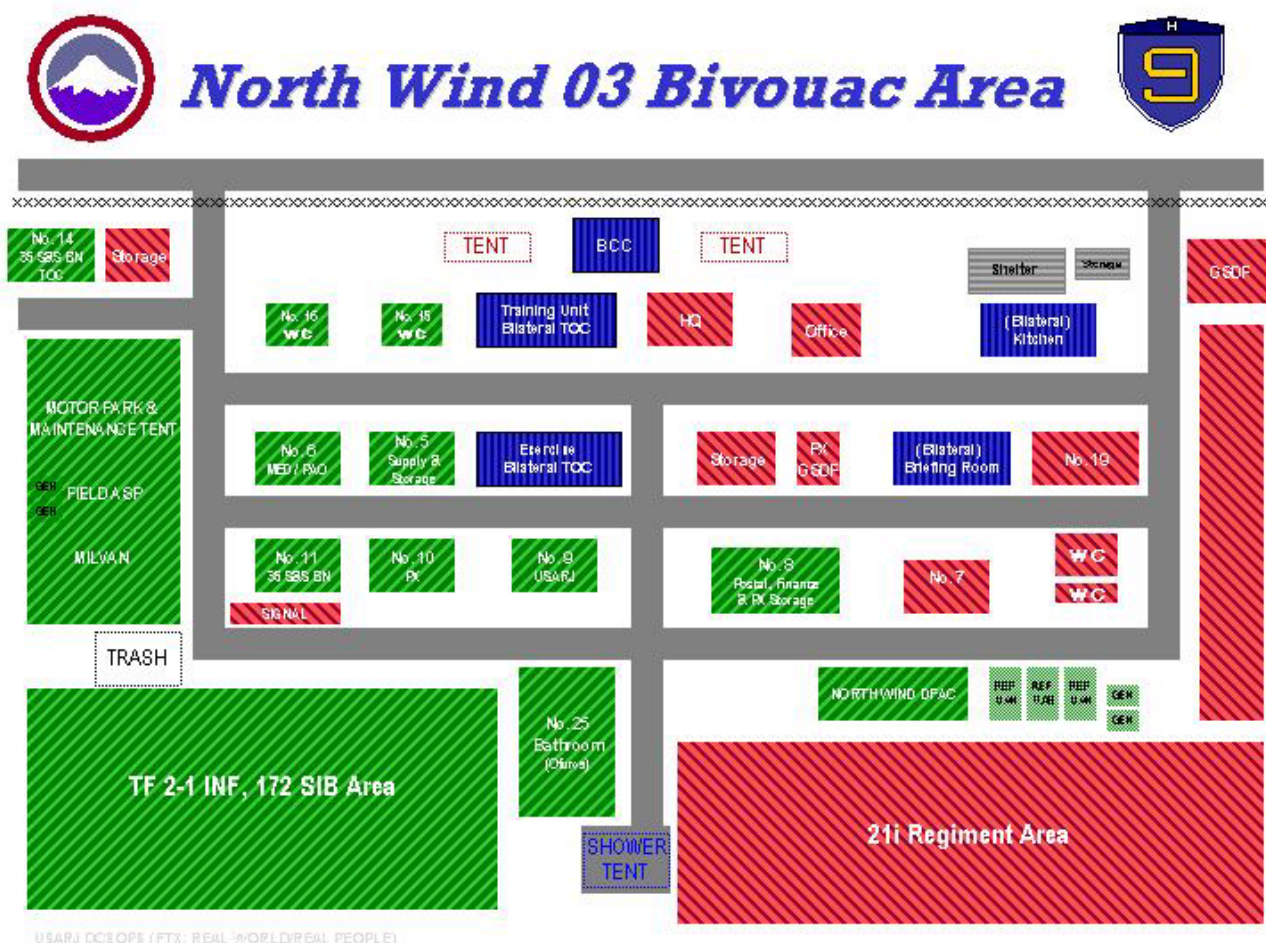 H
9
North Wind 03 Bivouac Area
No. 14
35 SBS BN
TOC
Storage
TENT
BCC
TENT
Shelter
Storage
GSDF
No. 16
WC
No. 15
WC
Training Unit
Bilateral TOC
HQ
Office
(Bilateral)
Kitchen
MOTOR PARK &
MAINTENANCE TENT
GEN
FIELD ASP
GEN
MILVAN
No. 6
MED / PAO
No. 5
Supply &
Storage
Exercise
Bilateral TOC
Storage
PX
GSDF
(Bilateral)
Briefing Room
No. 19
No. 11
35 SBS BN
SIGNAL
No. 10
PX
No. 9
USARJ
No. 8
Postal, Finance
& PX Storage
No. 7
WC
WC
TRASH
TF 2-1 INF, 172 SIB Area
No. 25
Bathroom
(Ofuroa)
SHOWER
TENT
NORTHWIND DFAC
REF
VAN
REF
VAN
REF
VAN
GEN
GEN
21i Regiment Area
USARJ DCSOPS (FTX: REAL WORLD/REAL PEOPLE)